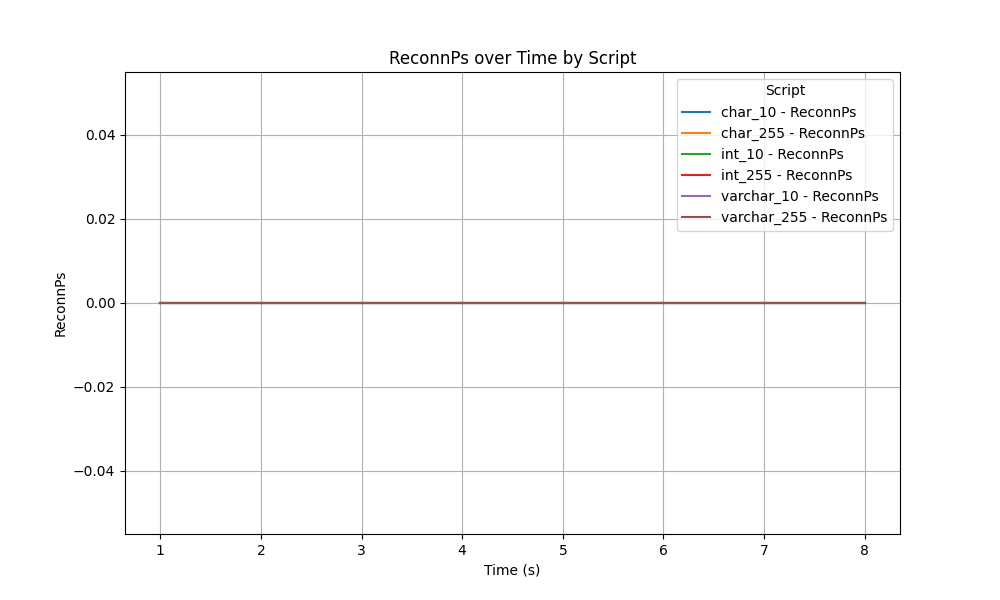 ReconnPs over Time by Script
Script
char_10 - ReconnPs
char_255 - ReconnPs
int_10 - ReconnPs
int_255 - ReconnPs
varchar_10 - ReconnPs
varchar_255 - ReconnPs
ReconnPs
0.04
0.02
0.00
−0.02
−0.04
1 2 3 4 5 6 7 8
Time (s)